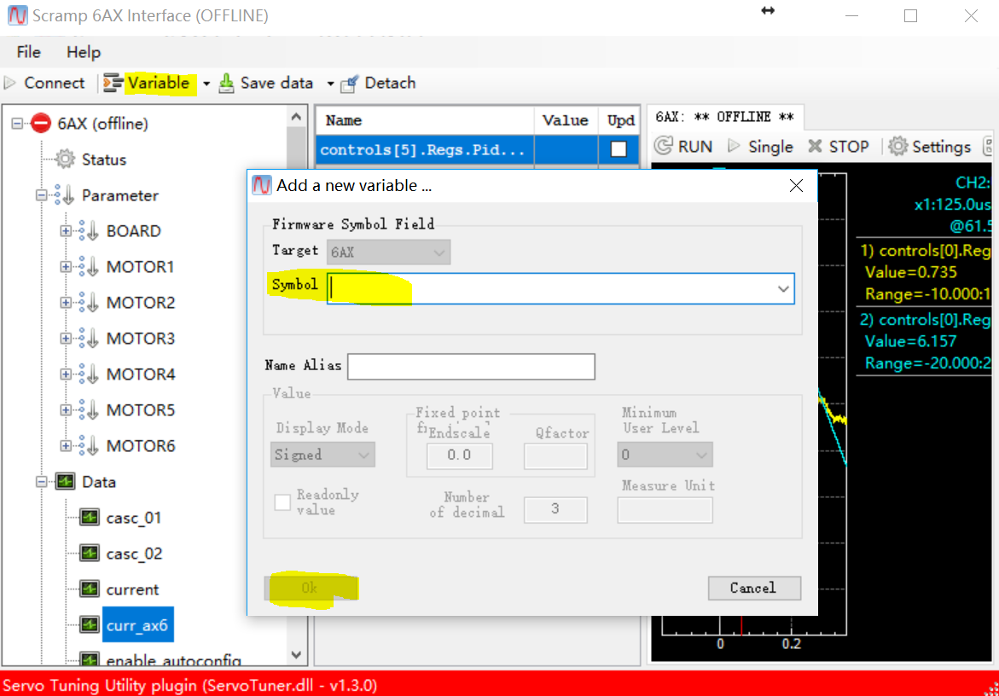 Scramp 6AX Interface (OFFLINE)
File Help
Connect Variable Save data Detach
6AX (offline)
Status
Parameter
BOARD
MOTOR1
MOTOR2
MOTOR3
MOTOR4
MOTOR5
MOTOR6
Data
casc_01
casc_02
current
curr_ax6
enable_autoconfig
Name Value Upd
controls[5].Regs.Pid...
6AX: ** OFFLINE **
RUN Single STOP Settings
CH2:
x1:125.0us
@61.5
1) controls[0].Reg
Value=0.735
Range=-10.000:1
2) controls[0].Reg
Value=6.157
Range=-20.000:2
0 0.2
Add a new variable ...
Firmware Symbol Field
Target 6AX
Symbol
Name Alias
Value
Display Mode
Signed
Readonly
value
Fixed point
Endscale Qfactor
0.0
Number
of decimal
3
Minimum
User Level
0
Measure Unit
Ok Cancel
Servo Tuning Utility plugin (ServoTuner.dll - v1.3.0)